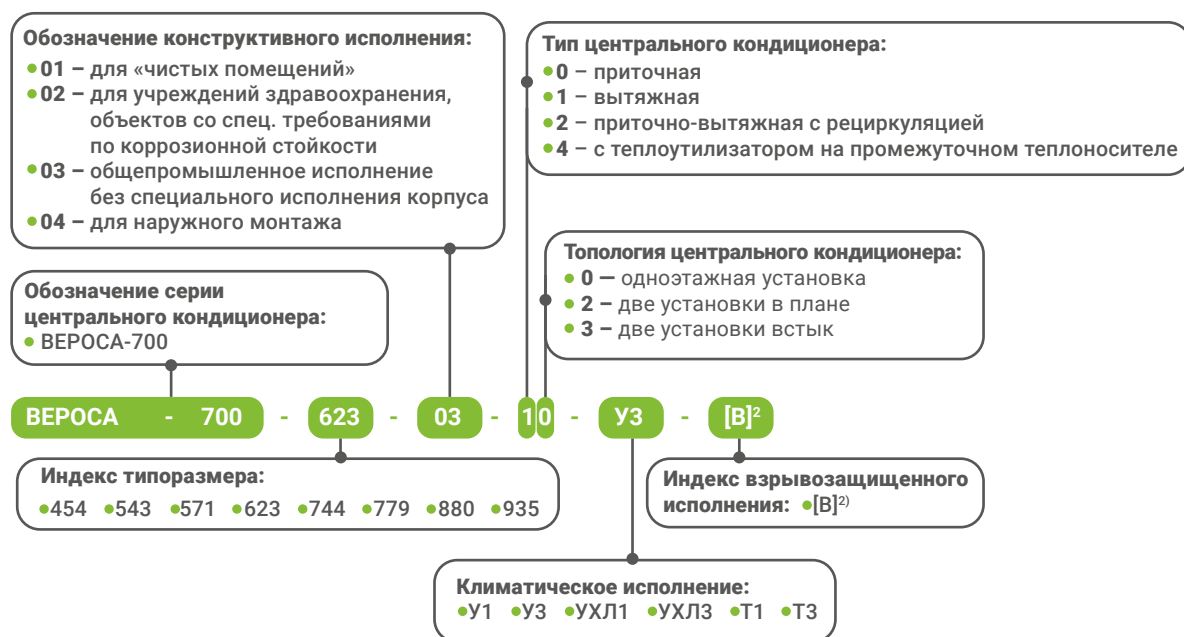 Обозначение конструктивного исполнения:
01 – для «чистых помещений»
02 – для учреждений здравоохранения,
объектов со спец. требованиями
по коррозионной стойкости
03 – общепромышленное исполнение
без специального исполнения корпуса
04 – для наружного монтажа
Тип центрального кондиционера:
0 – приточная
1 – вытяжная
2 – приточно-вытяжная с рециркуляцией
4 – с теплоутилизатором на промежуточном теплоносителе
Топология центрального кондиционера:
0 — одноэтажная установка
2 – две установки в плане
3 – две установки встык
Обозначение серии
центрального кондиционера:
ВЕРОСА-700
ВЕРОСА - 700 - 623 - 03 - 10 - У3 - [В]²
Индекс типоразмера:
454 543 571 623 744 779 880 935
Индекс взрывозащищенного
исполнения: [В]²⁾
Климатическое исполнение:
У1 У3 УХЛ1 УХЛ3 Т1 Т3